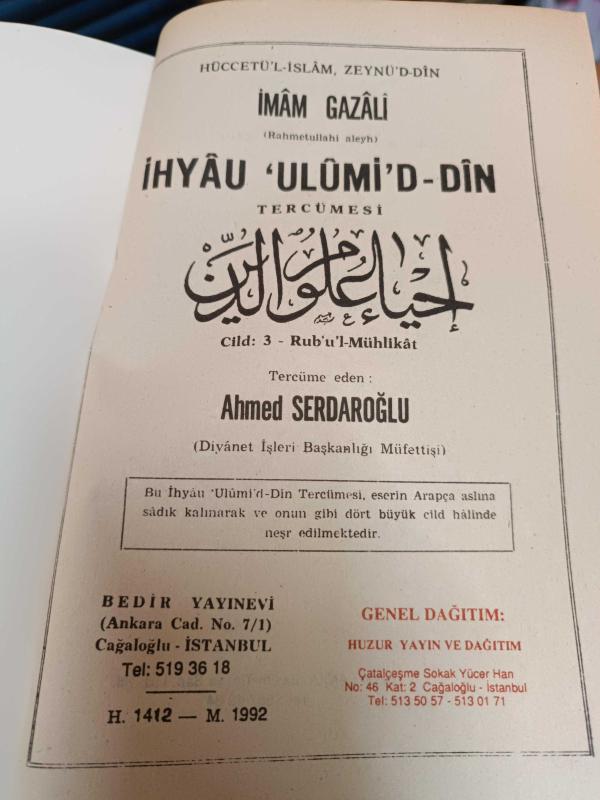 HÜCCETÜ'L-İSLÂM, ZEYNÜ'D-DÎN
İMÂM GAZÂLÎ
(Rahmetullahi aleyh)
İHYÂU 'ULÛMİ'D-DÎN
TERCÜMESİ
إحياء علوم الدين
Cild: 3 - Rub'u'l-Mühlikât
Tercüme eden :
Ahmed SERDAROĞLU
(Diyânet İşleri Başkanlığı Müfettişi)
Bu İhyâu 'Ulûmi'd-Din Tercümesi, eserin Arapça aslına
sâdık kalınarak ve onun gibi dört büyük cild hâlinde
neşr edilmektedir.
BEDİR YAYINEVİ
(Ankara Cad. No. 7/1)
Cağaloğlu - İSTANBUL
Tel: 519 36 18
H. 1412 — M. 1992
GENEL DAĞITIM:
HUZUR YAYIN VE DAĞITIM
Çatalçeşme Sokak Yücer Han
No: 46 Kat: 2 Cağaloğlu - İstanbul
Tel: 513 50 57 - 513 01 71